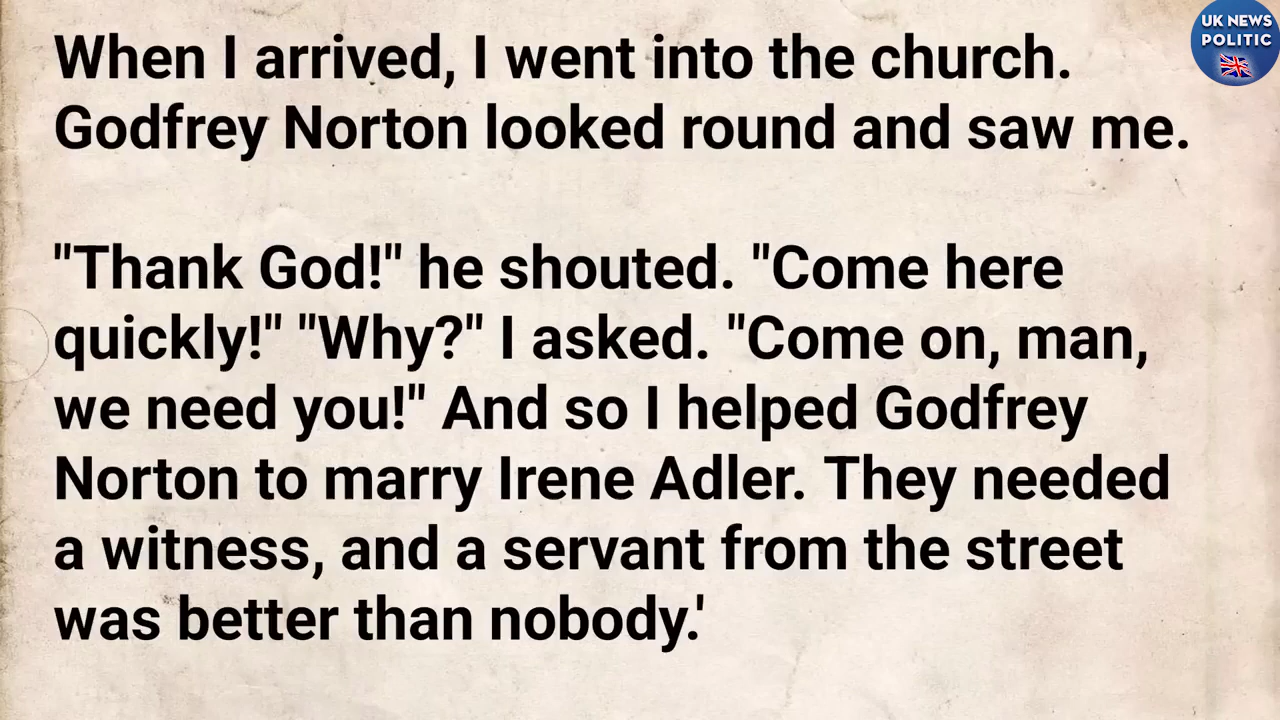 UK NEWS
POLITIC
When I arrived, I went into the church.
Godfrey Norton looked round and saw me.
"Thank God!" he shouted. "Come here
quickly!" "Why?" I asked. "Come on, man,
we need you!" And so I helped Godfrey
Norton to marry Irene Adler. They needed
a witness, and a servant from the street
was better than nobody.'